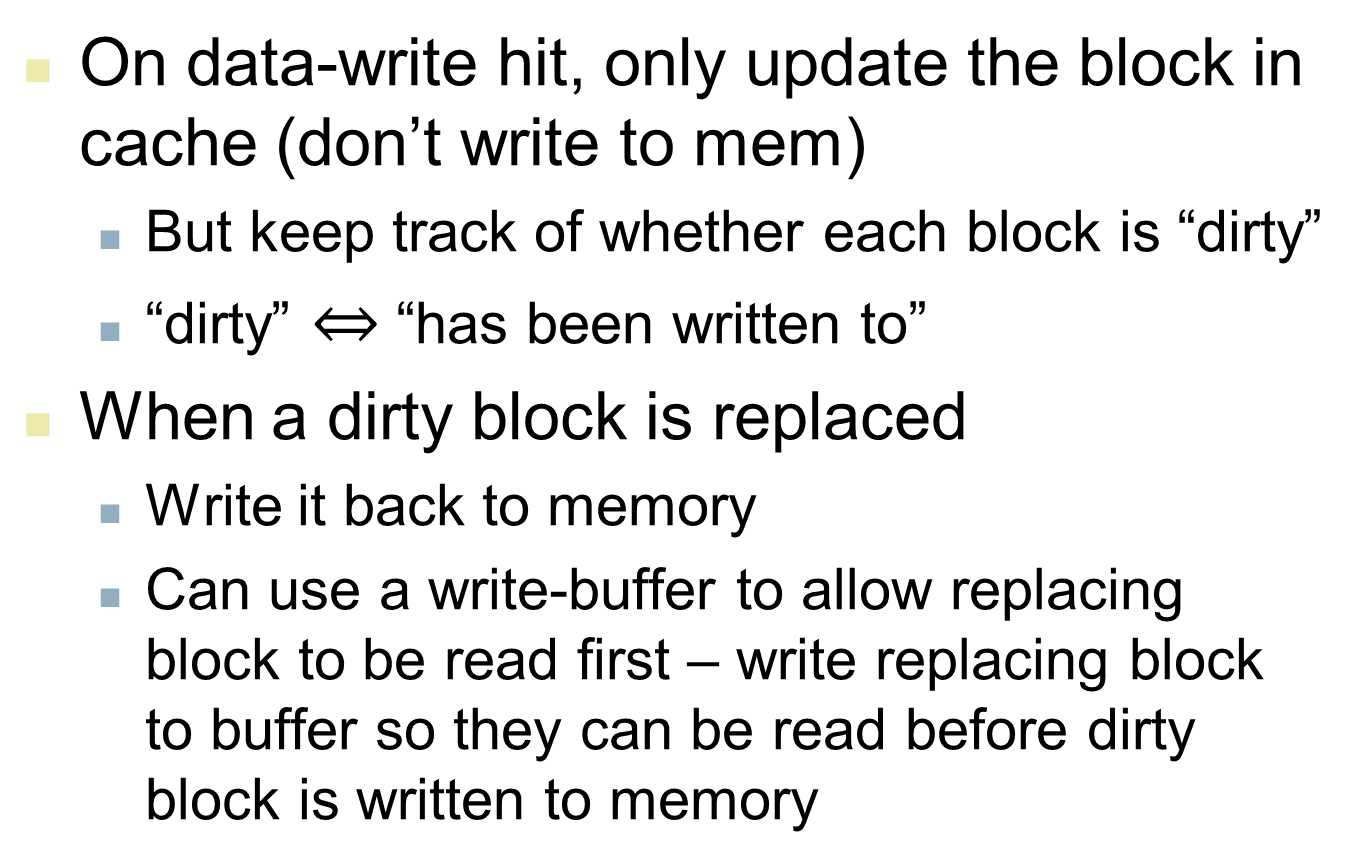 On data-write hit, only update the block in
cache (don’t write to mem)
But keep track of whether each block is “dirty”
“dirty” ⇔ “has been written to”
When a dirty block is replaced
Write it back to memory
Can use a write-buffer to allow replacing
block to be read first – write replacing block
to buffer so they can be read before dirty
block is written to memory